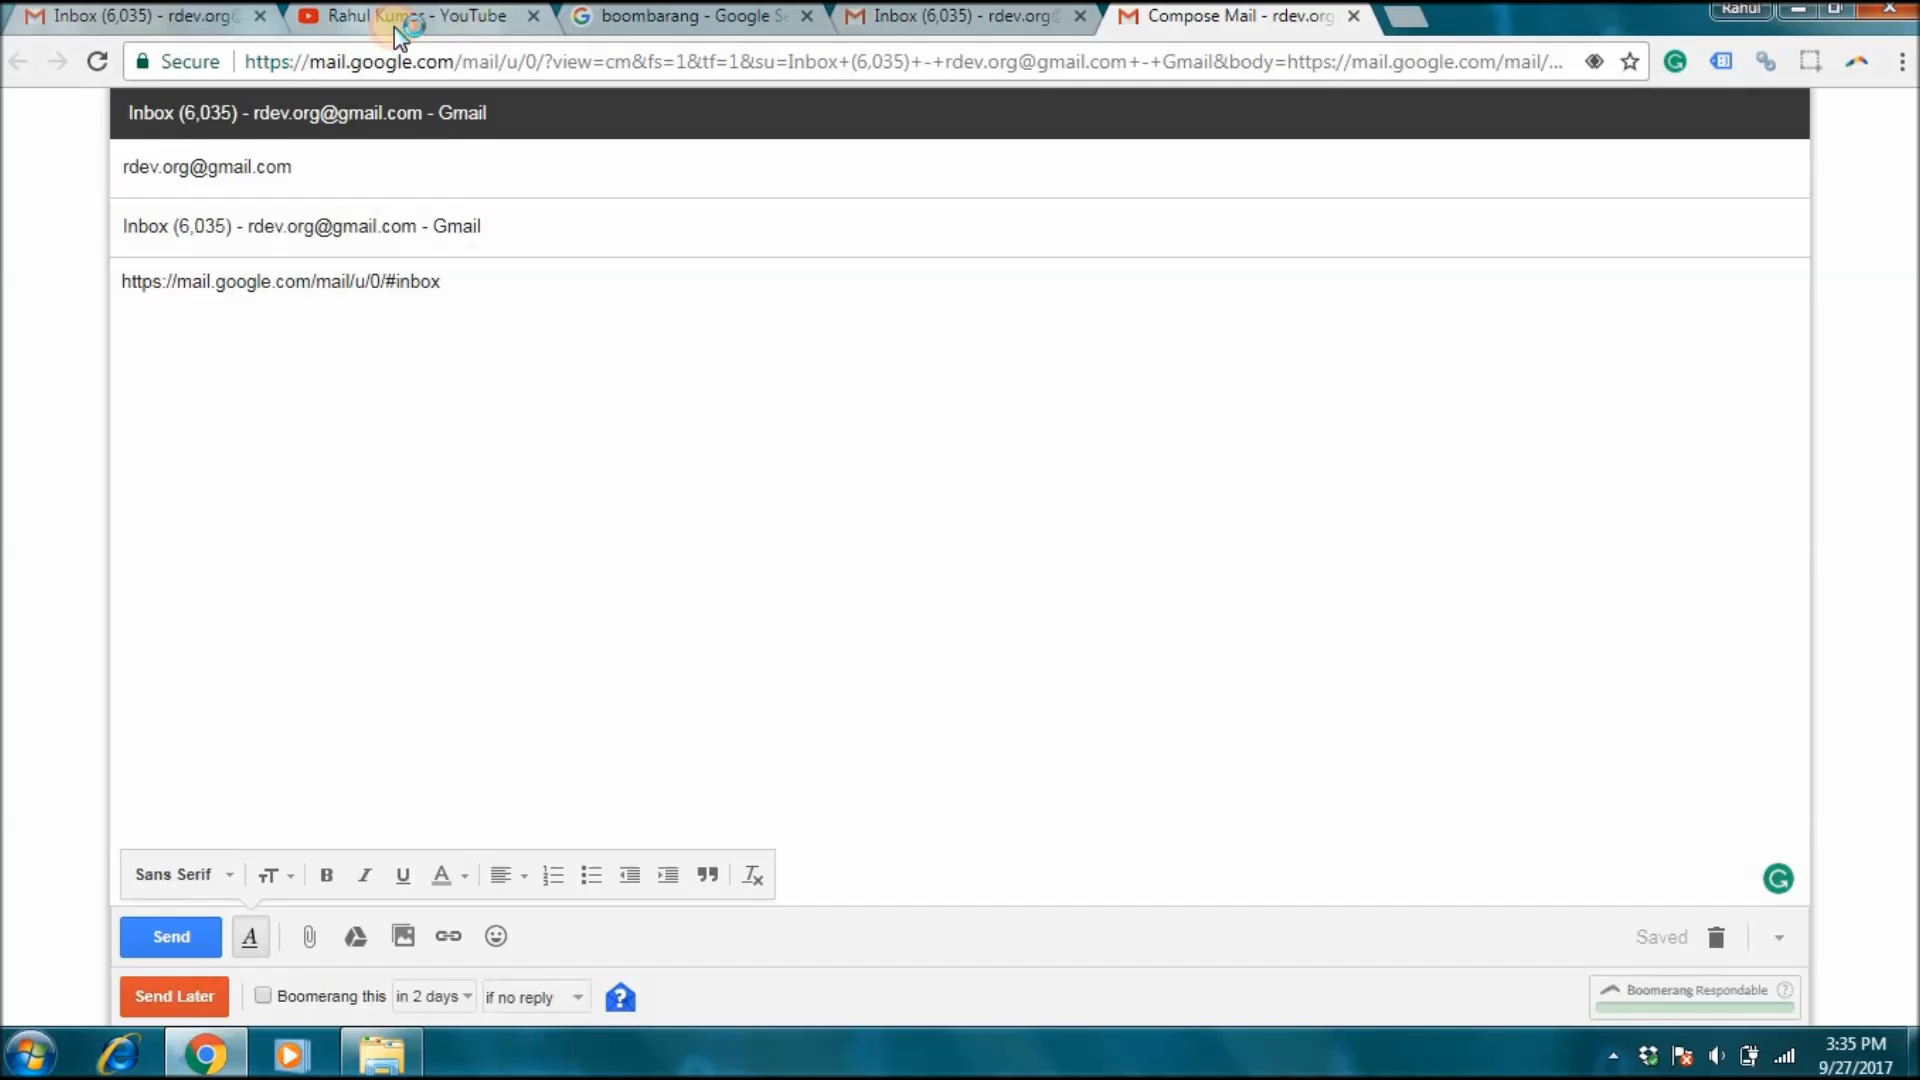 Inbox (6,035) - rdev.org@
Rahul Kumar - YouTube
boombarang - Google Se
Inbox (6,035) - rdev.org@
Compose Mail - rdev.org
Rahul
Secure
https://mail.google.com/mail/u/0/?view=cm&fs=1&tf=1&su=Inbox+(6,035)+-+rdev.org@gmail.com+-+Gmail&body=https://mail.google.com/mail/...
Inbox (6,035) - rdev.org@gmail.com - Gmail
rdev.org@gmail.com
Inbox (6,035) - rdev.org@gmail.com - Gmail
https://mail.google.com/mail/u/0/#inbox
Sans Serif
Send
Saved
Send Later
Boomerang this
in 2 days
if no reply
Boomerang Respondable
3:35 PM
9/27/2017